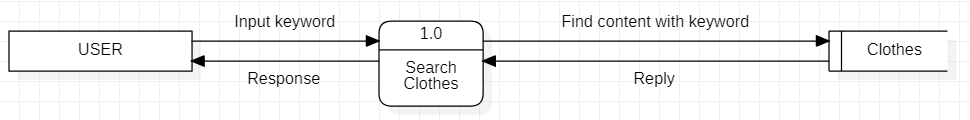 Input keyword
Find content with keyword
1.0
USER
Clothes
Search
Clothes
Response
Reply